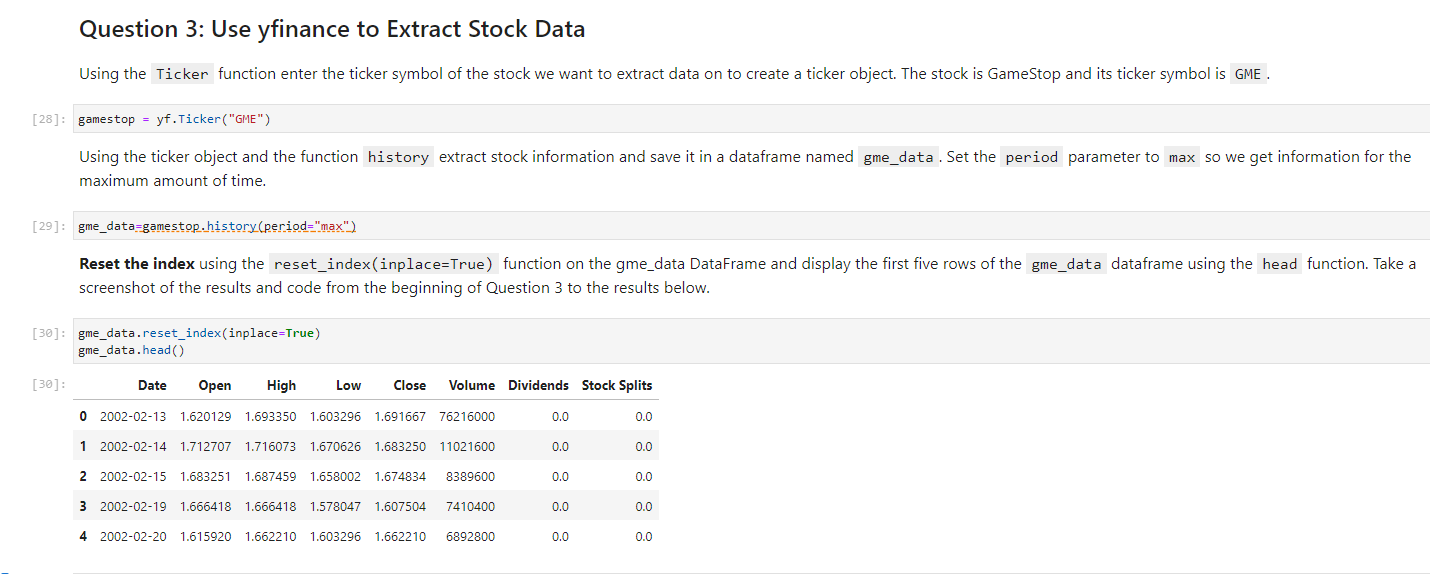 Question 3: Use yfinance to Extract Stock Data
Using the Ticker function enter the ticker symbol of the stock we want to extract data on to create a ticker object. The stock is GameStop and its ticker symbol is GME .
[28]: gamestop = yf.Ticker("GME")
Using the ticker object and the function history extract stock information and save it in a dataframe named gme_data . Set the period parameter to max so we get information for the
maximum amount of time.
[29]: gme_data=gamestop.history(period="max")
Reset the index using the reset_index(inplace=True) function on the gme_data DataFrame and display the first five rows of the gme_data dataframe using the head function. Take a
screenshot of the results and code from the beginning of Question 3 to the results below.
[30]: gme_data.reset_index(inplace=True)
gme_data.head()
[30]: Date Open High Low Close Volume Dividends Stock Splits
0 2002-02-13 1.620129 1.693350 1.603296 1.691667 76216000 0.0 0.0
1 2002-02-14 1.712707 1.716073 1.670626 1.683250 11021600 0.0 0.0
2 2002-02-15 1.683251 1.687459 1.658002 1.674834 8389600 0.0 0.0
3 2002-02-19 1.666418 1.666418 1.578047 1.607504 7410400 0.0 0.0
4 2002-02-20 1.615920 1.662210 1.603296 1.662210 6892800 0.0 0.0